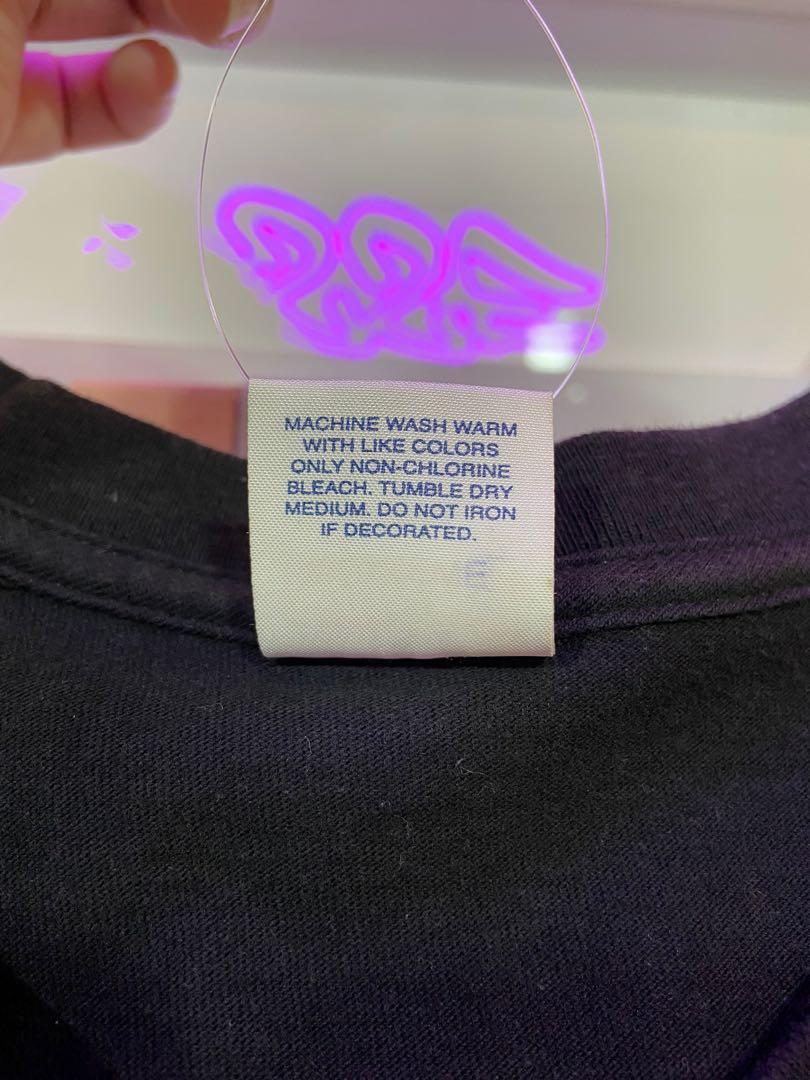 MACHINE WASH WARM
WITH LIKE COLORS
ONLY NON-CHLORINE
BLEACH. TUMBLE DRY
MEDIUM. DO NOT IRON
IF DECORATED.